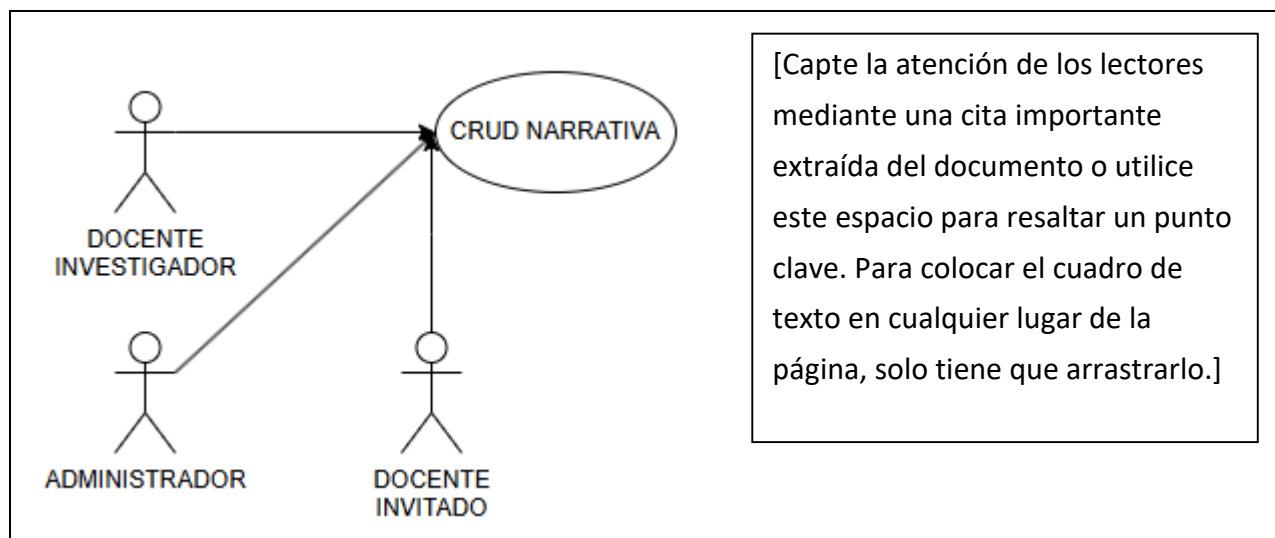 CRUD NARRATIVA
DOCENTE
INVESTIGADOR
ADMINISTRADOR
DOCENTE
INVITADO
[Capte la atención de los lectores
mediante una cita importante
extraída del documento o utilice
este espacio para resaltar un punto
clave. Para colocar el cuadro de
texto en cualquier lugar de la
página, solo tiene que arrastrarlo.]